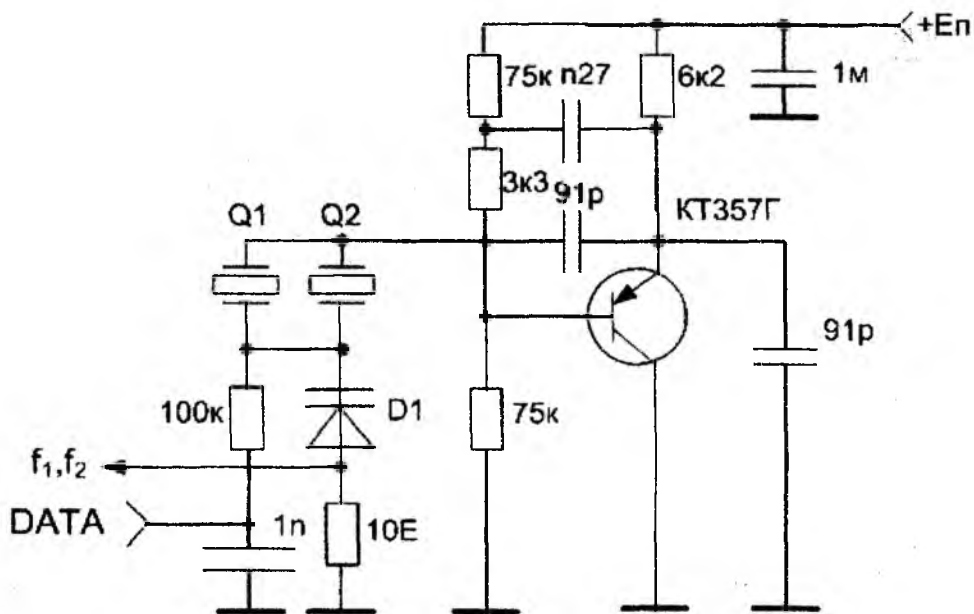 +Eп
75к
n27
6к2
1м
3к3
91р
КТ357Г
Q1
Q2
91р
100к
D1
75к
f₁,f₂
DATA
1n
10E